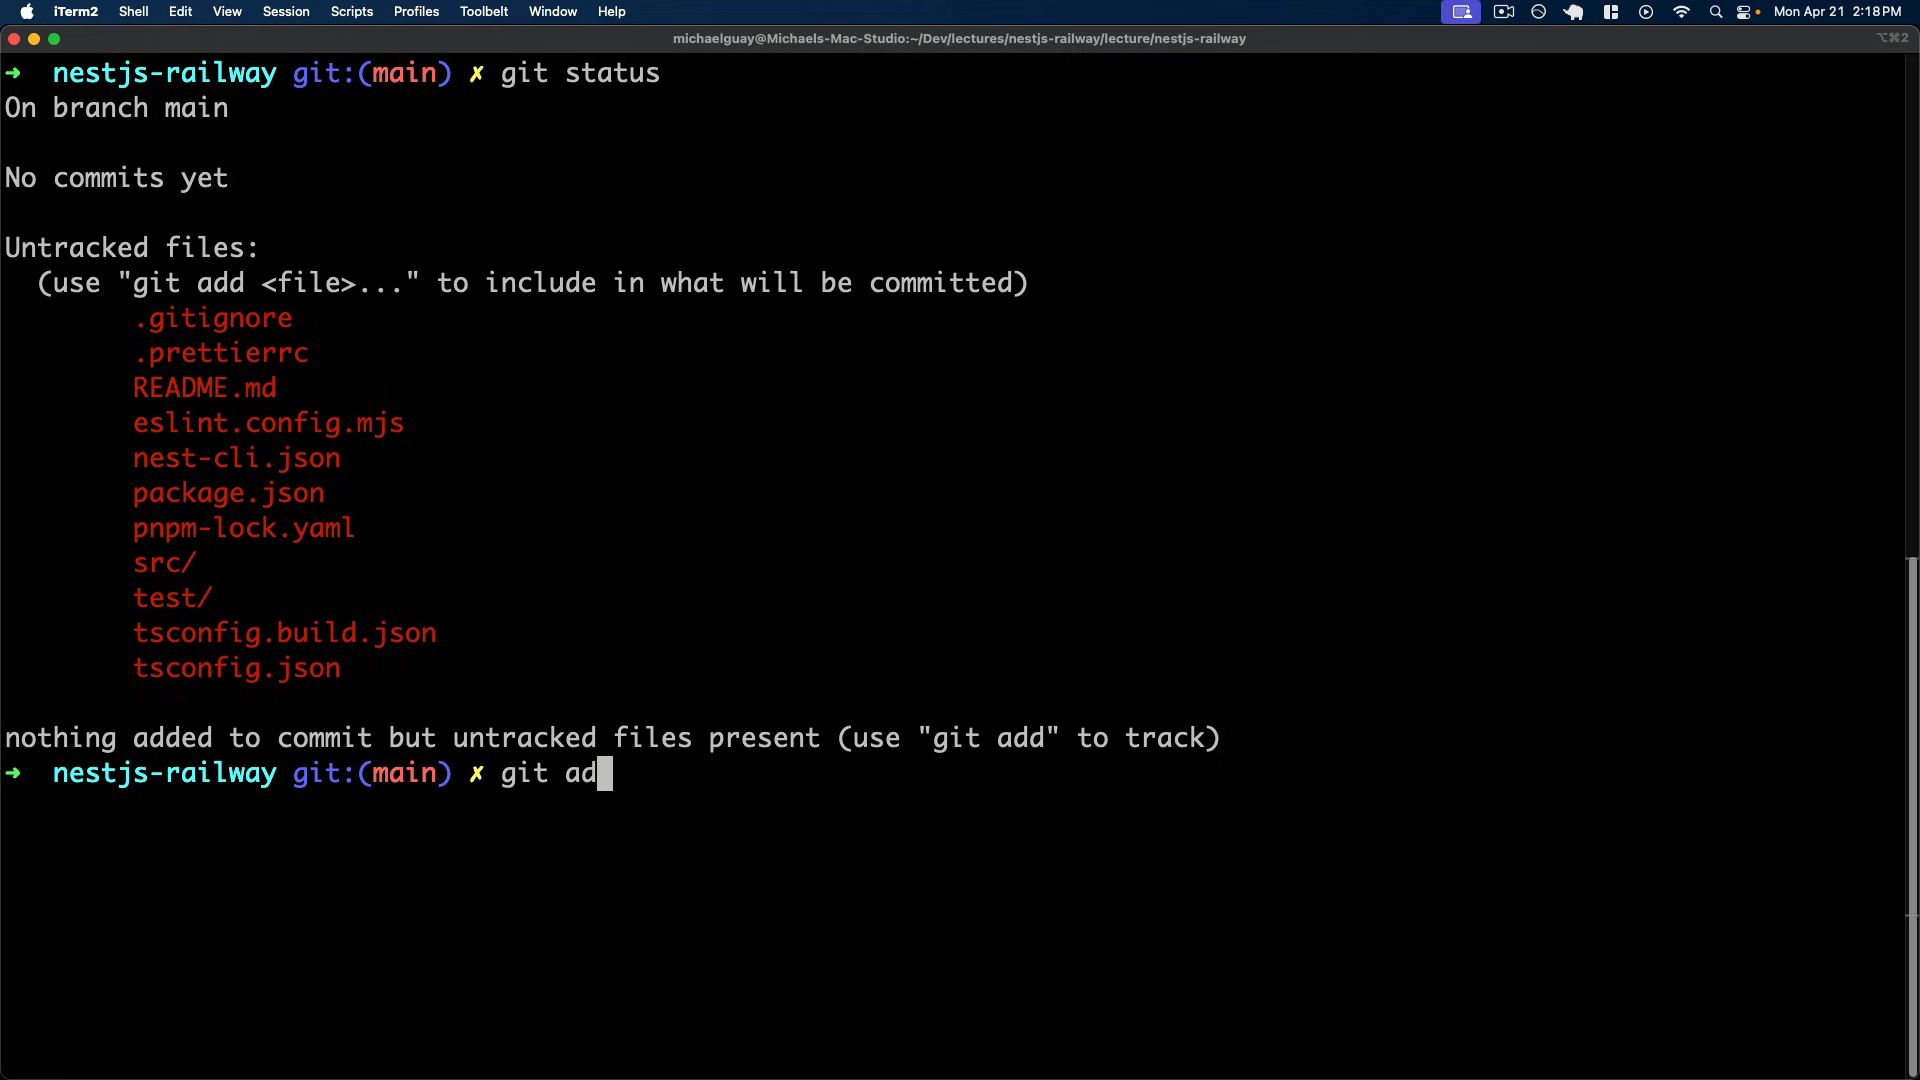 iTerm2 Shell Edit View Session Scripts Profiles Toolbelt Window Help Mon Apr 21 2:18 PM
michaelguay@Michaels-Mac-Studio:~/Dev/lectures/nestjs-railway/lecture/nestjs-railway ⌥⌘2
➜ nestjs-railway git:(main) ✗ git status
On branch main
No commits yet
Untracked files:
(use "git add <file>..." to include in what will be committed)
.gitignore
.prettierrc
README.md
eslint.config.mjs
nest-cli.json
package.json
pnpm-lock.yaml
src/
test/
tsconfig.build.json
tsconfig.json
nothing added to commit but untracked files present (use "git add" to track)
➜ nestjs-railway git:(main) ✗ git ad